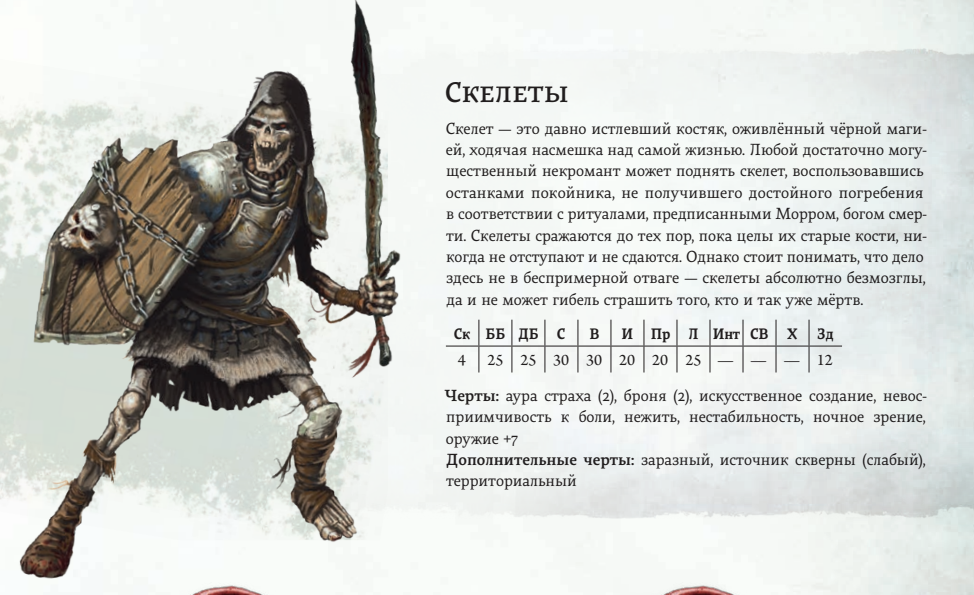 Скелеты
Скелет — это давно истлевший костяк, оживлённый чёрной маги-
ей, ходячая насмешка над самой жизнью. Любой достаточно могу-
щественный некромант может поднять скелет, воспользовавшись
останками покойника, не получившего достойного погребения
в соответствии с ритуалами, предписанными Морром, богом смер-
ти. Скелеты сражаются до тех пор, пока целы их старые кости, ни-
когда не отступают и не сдаются. Однако стоит понимать, что дело
здесь не в беспримерной отваге — скелеты абсолютно безмозглы,
да и не может гибель страшить того, кто и так уже мёртв.
Ск ББ ДБ С В И Пр Л Инт СВ Х Зд
4 25 25 30 30 20 20 25 — — — 12
Черты: аура страха (2), броня (2), искусственное создание, невос-
приимчивость к боли, нежить, нестабильность, ночное зрение,
оружие +7
Дополнительные черты: заразный, источник скверны (слабый),
территориальный